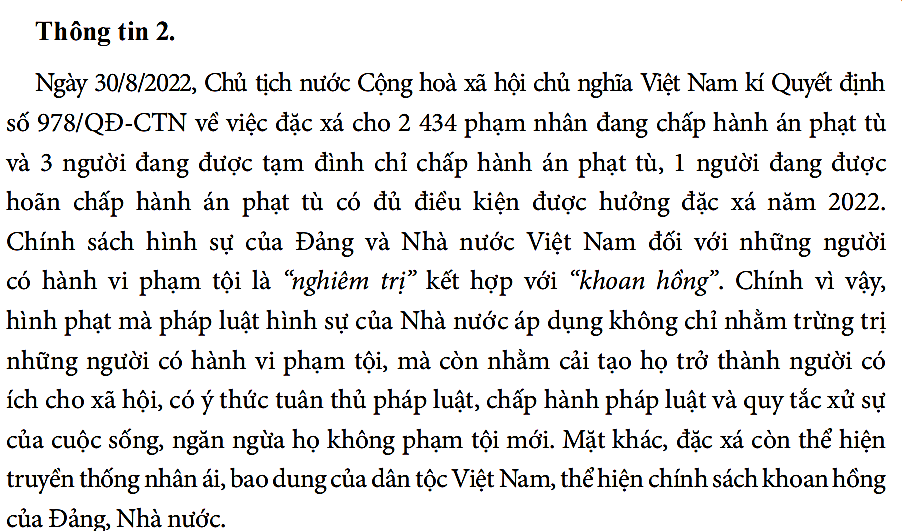 Thông tin 2.
Ngày 30/8/2022, Chủ tịch nước Cộng hoà xã hội chủ nghĩa Việt Nam kí Quyết định
số 978/QĐ-CTN về việc đặc xá cho 2 434 phạm nhân đang chấp hành án phạt tù
và 3 người đang được tạm đình chỉ chấp hành án phạt tù, 1 người đang được
hoãn chấp hành án phạt tù có đủ điều kiện được hưởng đặc xá năm 2022.
Chính sách hình sự của Đảng và Nhà nước Việt Nam đối với những người
có hành vi phạm tội là “nghiêm trị” kết hợp với “khoan hồng”. Chính vì vậy,
hình phạt mà pháp luật hình sự của Nhà nước áp dụng không chỉ nhằm trừng trị
những người có hành vi phạm tội, mà còn nhằm cải tạo họ trở thành người có
ích cho xã hội, có ý thức tuân thủ pháp luật, chấp hành pháp luật và quy tắc xử sự
của cuộc sống, ngăn ngừa họ không phạm tội mới. Mặt khác, đặc xá còn thể hiện
truyền thống nhân ái, bao dung của dân tộc Việt Nam, thể hiện chính sách khoan hồng
của Đảng, Nhà nước.